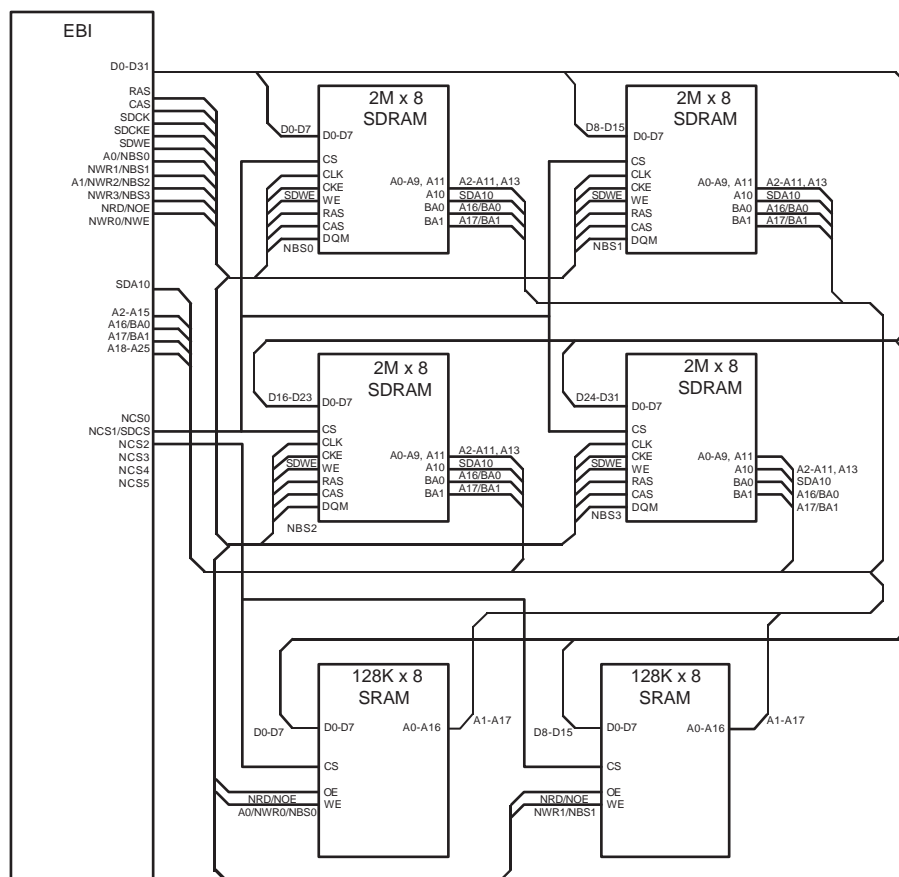 EBI
D0-D31
RAS
CAS
SDCK
SDCKE
SDWE
A0/NBS0
NWR1/NBS1
A1/NWR2/NBS2
NWR3/NBS3
NRD/NOE
NWR0/NWE
SDA10
A2-A15
A16/BA0
A17/BA1
A18-A25
NCS0
NCS1/SDCS
NCS2
NCS3
NCS4
NCS5
2M x 8
SDRAM
D0-D7
D0-D7
CS
CLK
CKE
SDWE
WE
RAS
CAS
DQM
NBS0
A0-A9, A11
A10
BA0
BA1
A2-A11, A13
SDA10
A16/BA0
A17/BA1
2M x 8
SDRAM
D8-D15
D0-D7
CS
CLK
CKE
SDWE
WE
RAS
CAS
DQM
NBS1
A0-A9, A11
A10
BA0
BA1
A2-A11, A13
SDA10
A16/BA0
A17/BA1
2M x 8
SDRAM
D16-D23
D0-D7
CS
CLK
CKE
SDWE
WE
RAS
CAS
DQM
NBS2
A0-A9, A11
A10
BA0
BA1
A2-A11, A13
SDA10
A16/BA0
A17/BA1
2M x 8
SDRAM
D24-D31
D0-D7
CS
CLK
CKE
SDWE
WE
RAS
CAS
DQM
NBS3
A0-A9, A11
A10
BA0
BA1
A2-A11, A13
SDA10
A16/BA0
A17/BA1
128K x 8
SRAM
D0-D7
D0-D7
A0-A16
A1-A17
CS
OE
NRD/NOE
WE
A0/NWR0/NBS0
128K x 8
SRAM
D8-D15
D0-D7
A0-A16
A1-A17
CS
OE
NRD/NOE
WE
NWR1/NBS1